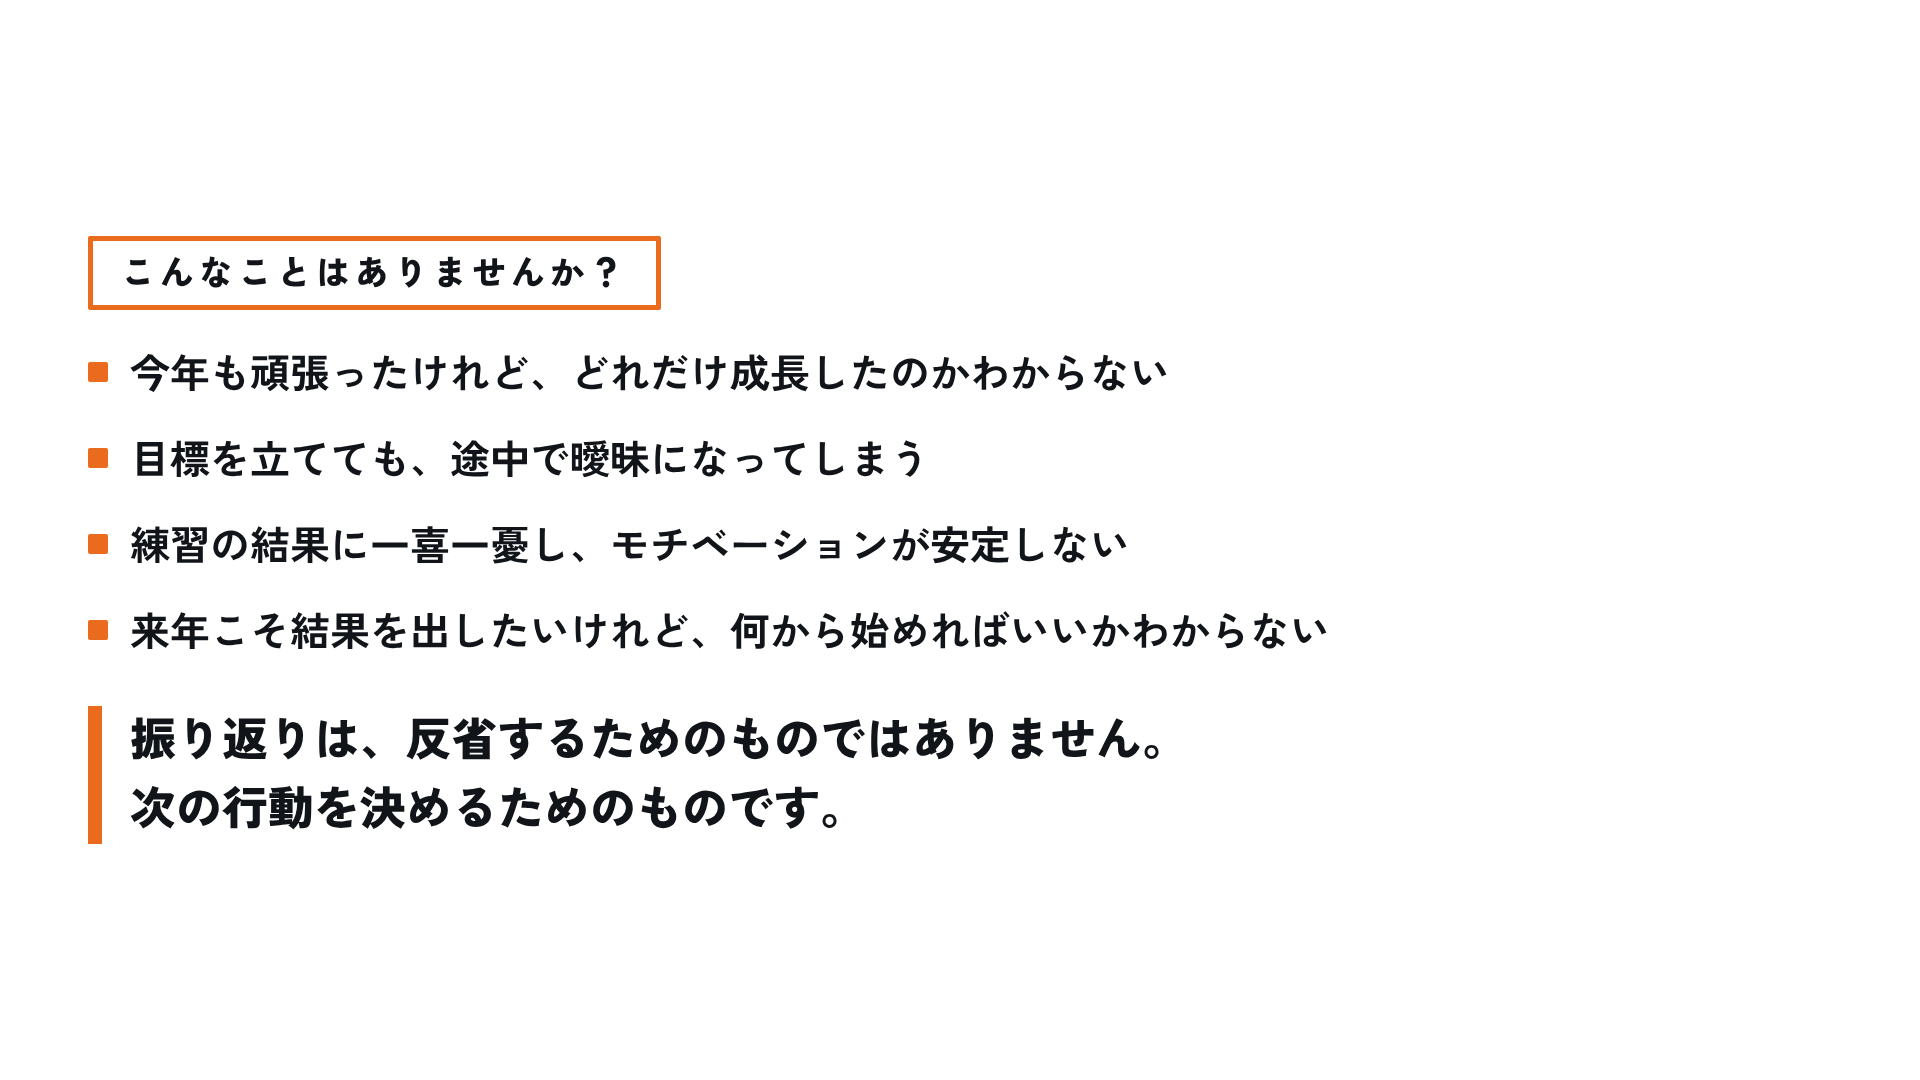 こんなことはありませんか？
今年も頑張ったけれど、どれだけ成長したのかわからない
目標を立てても、途中で曖昧になってしまう
練習の結果に一喜一憂し、モチベーションが安定しない
来年こそ結果を出したいけれど、何から始めればいいかわからない
振り返りは、反省するためのものではありません。
次の行動を決めるためのものです。